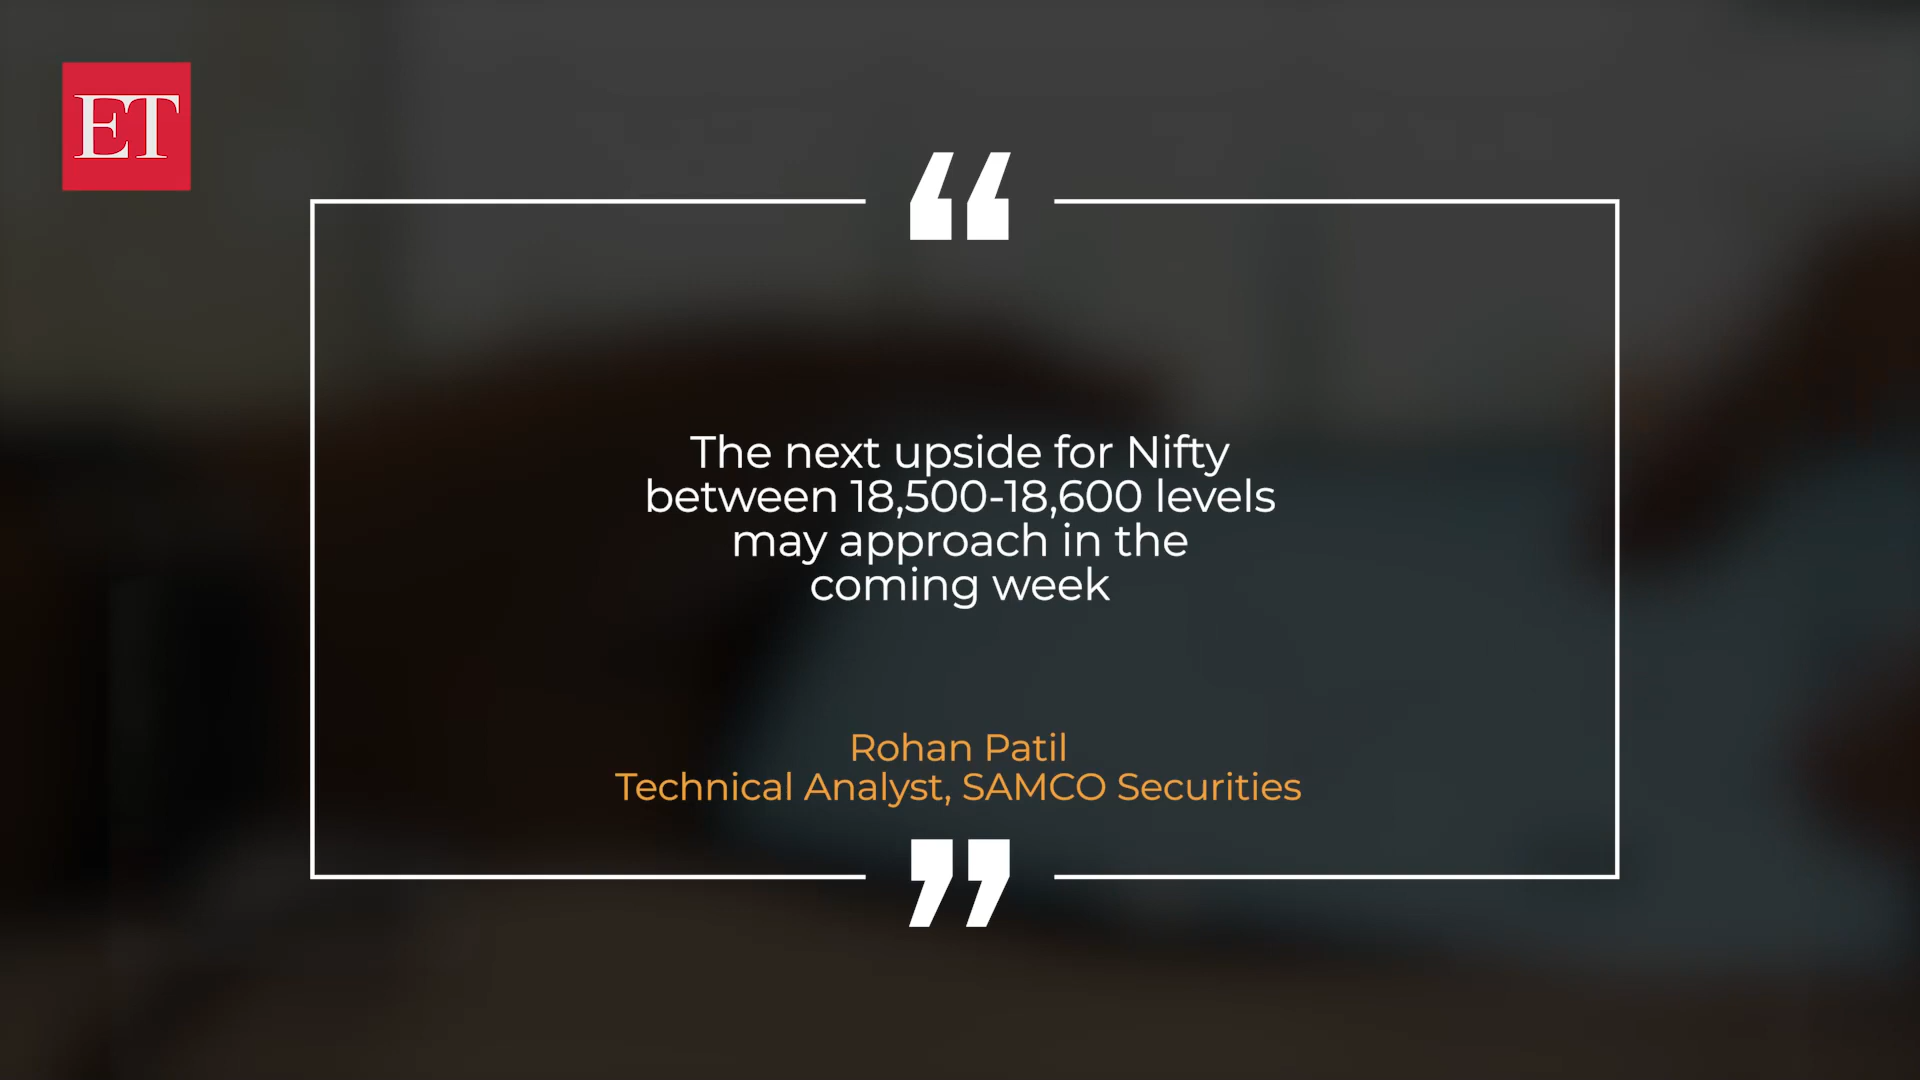 ET
“
The next upside for Nifty
between 18,500-18,600 levels
may approach in the
coming week
Rohan Patil
Technical Analyst, SAMCO Securities
”